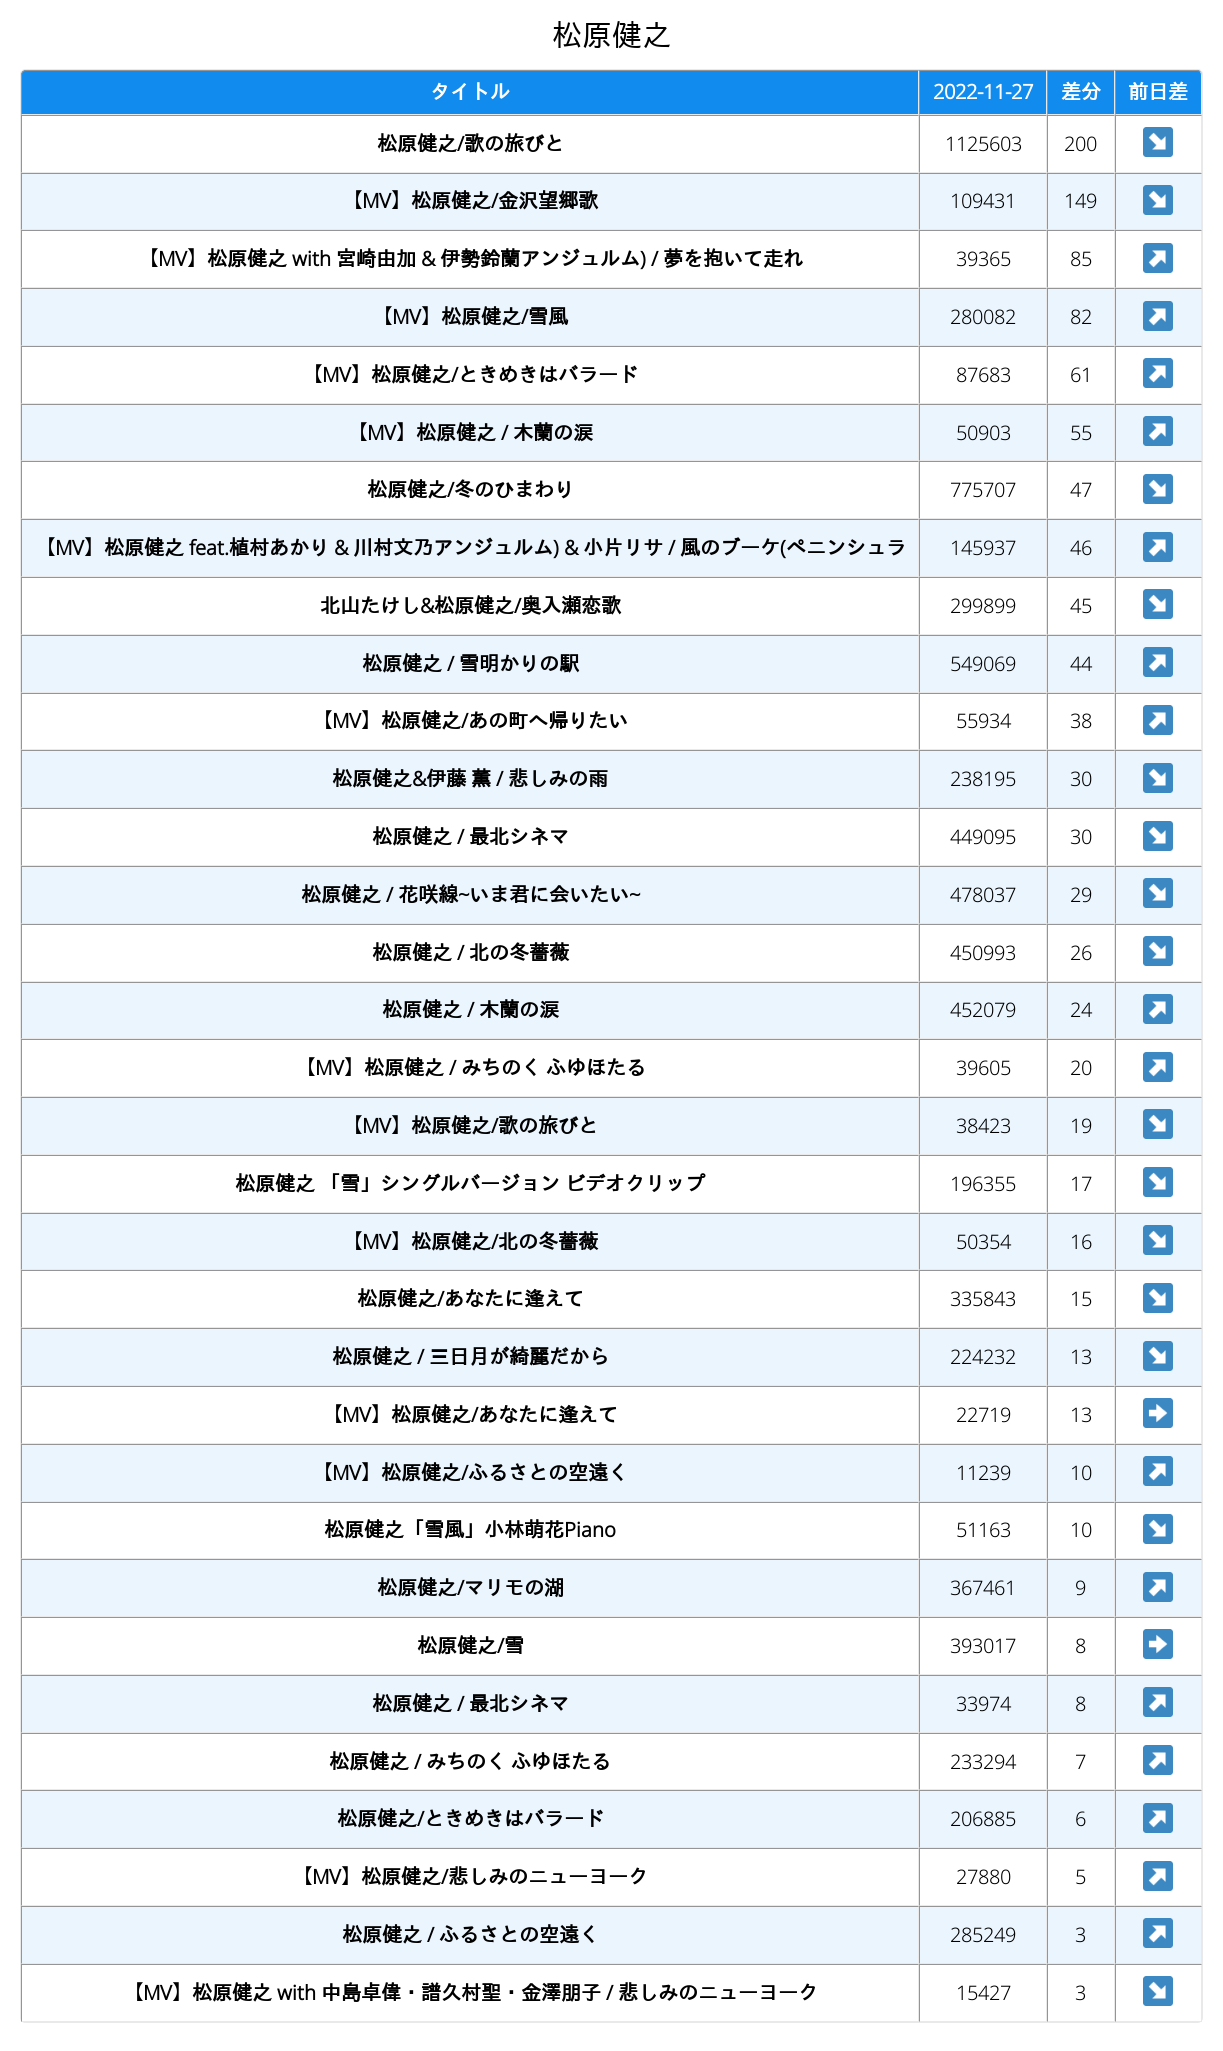 松原健之
タイトル 2022-11-27 差分 前日差
松原健之/歌の旅びと 1125603 200
【MV】松原健之/金沢望郷歌 109431 149
【MV】松原健之 with 宮崎由加 & 伊勢鈴蘭アンジュルム) / 夢を抱いて走れ 39365 85
【MV】松原健之/雪風 280082 82
【MV】松原健之/ときめきはバラード 87683 61
【MV】松原健之 / 木蘭の涙 50903 55
松原健之/冬のひまわり 775707 47
【MV】松原健之 feat.植村あかり & 川村文乃アンジュルム) & 小片リサ / 風のブーケ(ペニンシュラ 145937 46
北山たけし&松原健之/奥入瀬恋歌 299899 45
松原健之 / 雪明かりの駅 549069 44
【MV】松原健之/あの町へ帰りたい 55934 38
松原健之&伊藤 薫 / 悲しみの雨 238195 30
松原健之 / 最北シネマ 449095 30
松原健之 / 花咲線~いま君に会いたい~ 478037 29
松原健之 / 北の冬薔薇 450993 26
松原健之 / 木蘭の涙 452079 24
【MV】松原健之 / みちのく ふゆほたる 39605 20
【MV】松原健之/歌の旅びと 38423 19
松原健之 「雪」シングルバージョン ビデオクリップ 196355 17
【MV】松原健之/北の冬薔薇 50354 16
松原健之/あなたに逢えて 335843 15
松原健之 / 三日月が綺麗だから 224232 13
【MV】松原健之/あなたに逢えて 22719 13
【MV】松原健之/ふるさとの空遠く 11239 10
松原健之「雪風」小林萌花Piano 51163 10
松原健之/マリモの湖 367461 9
松原健之/雪 393017 8
松原健之 / 最北シネマ 33974 8
松原健之 / みちのく ふゆほたる 233294 7
松原健之/ときめきはバラード 206885 6
【MV】松原健之/悲しみのニューヨーク 27880 5
松原健之 / ふるさとの空遠く 285249 3
【MV】松原健之 with 中島卓偉・譜久村聖・金澤朋子 / 悲しみのニューヨーク 15427 3